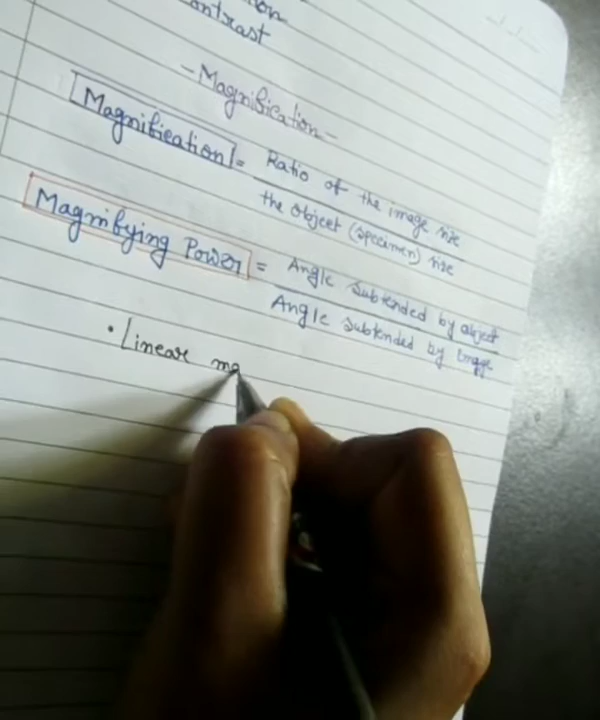 ontrast
- Magnification -
Magnification = Ratio of the image size
the object (specimen) size
Magnifying Power = Angle subtended by object
Angle subtended by Image
• Linear ma